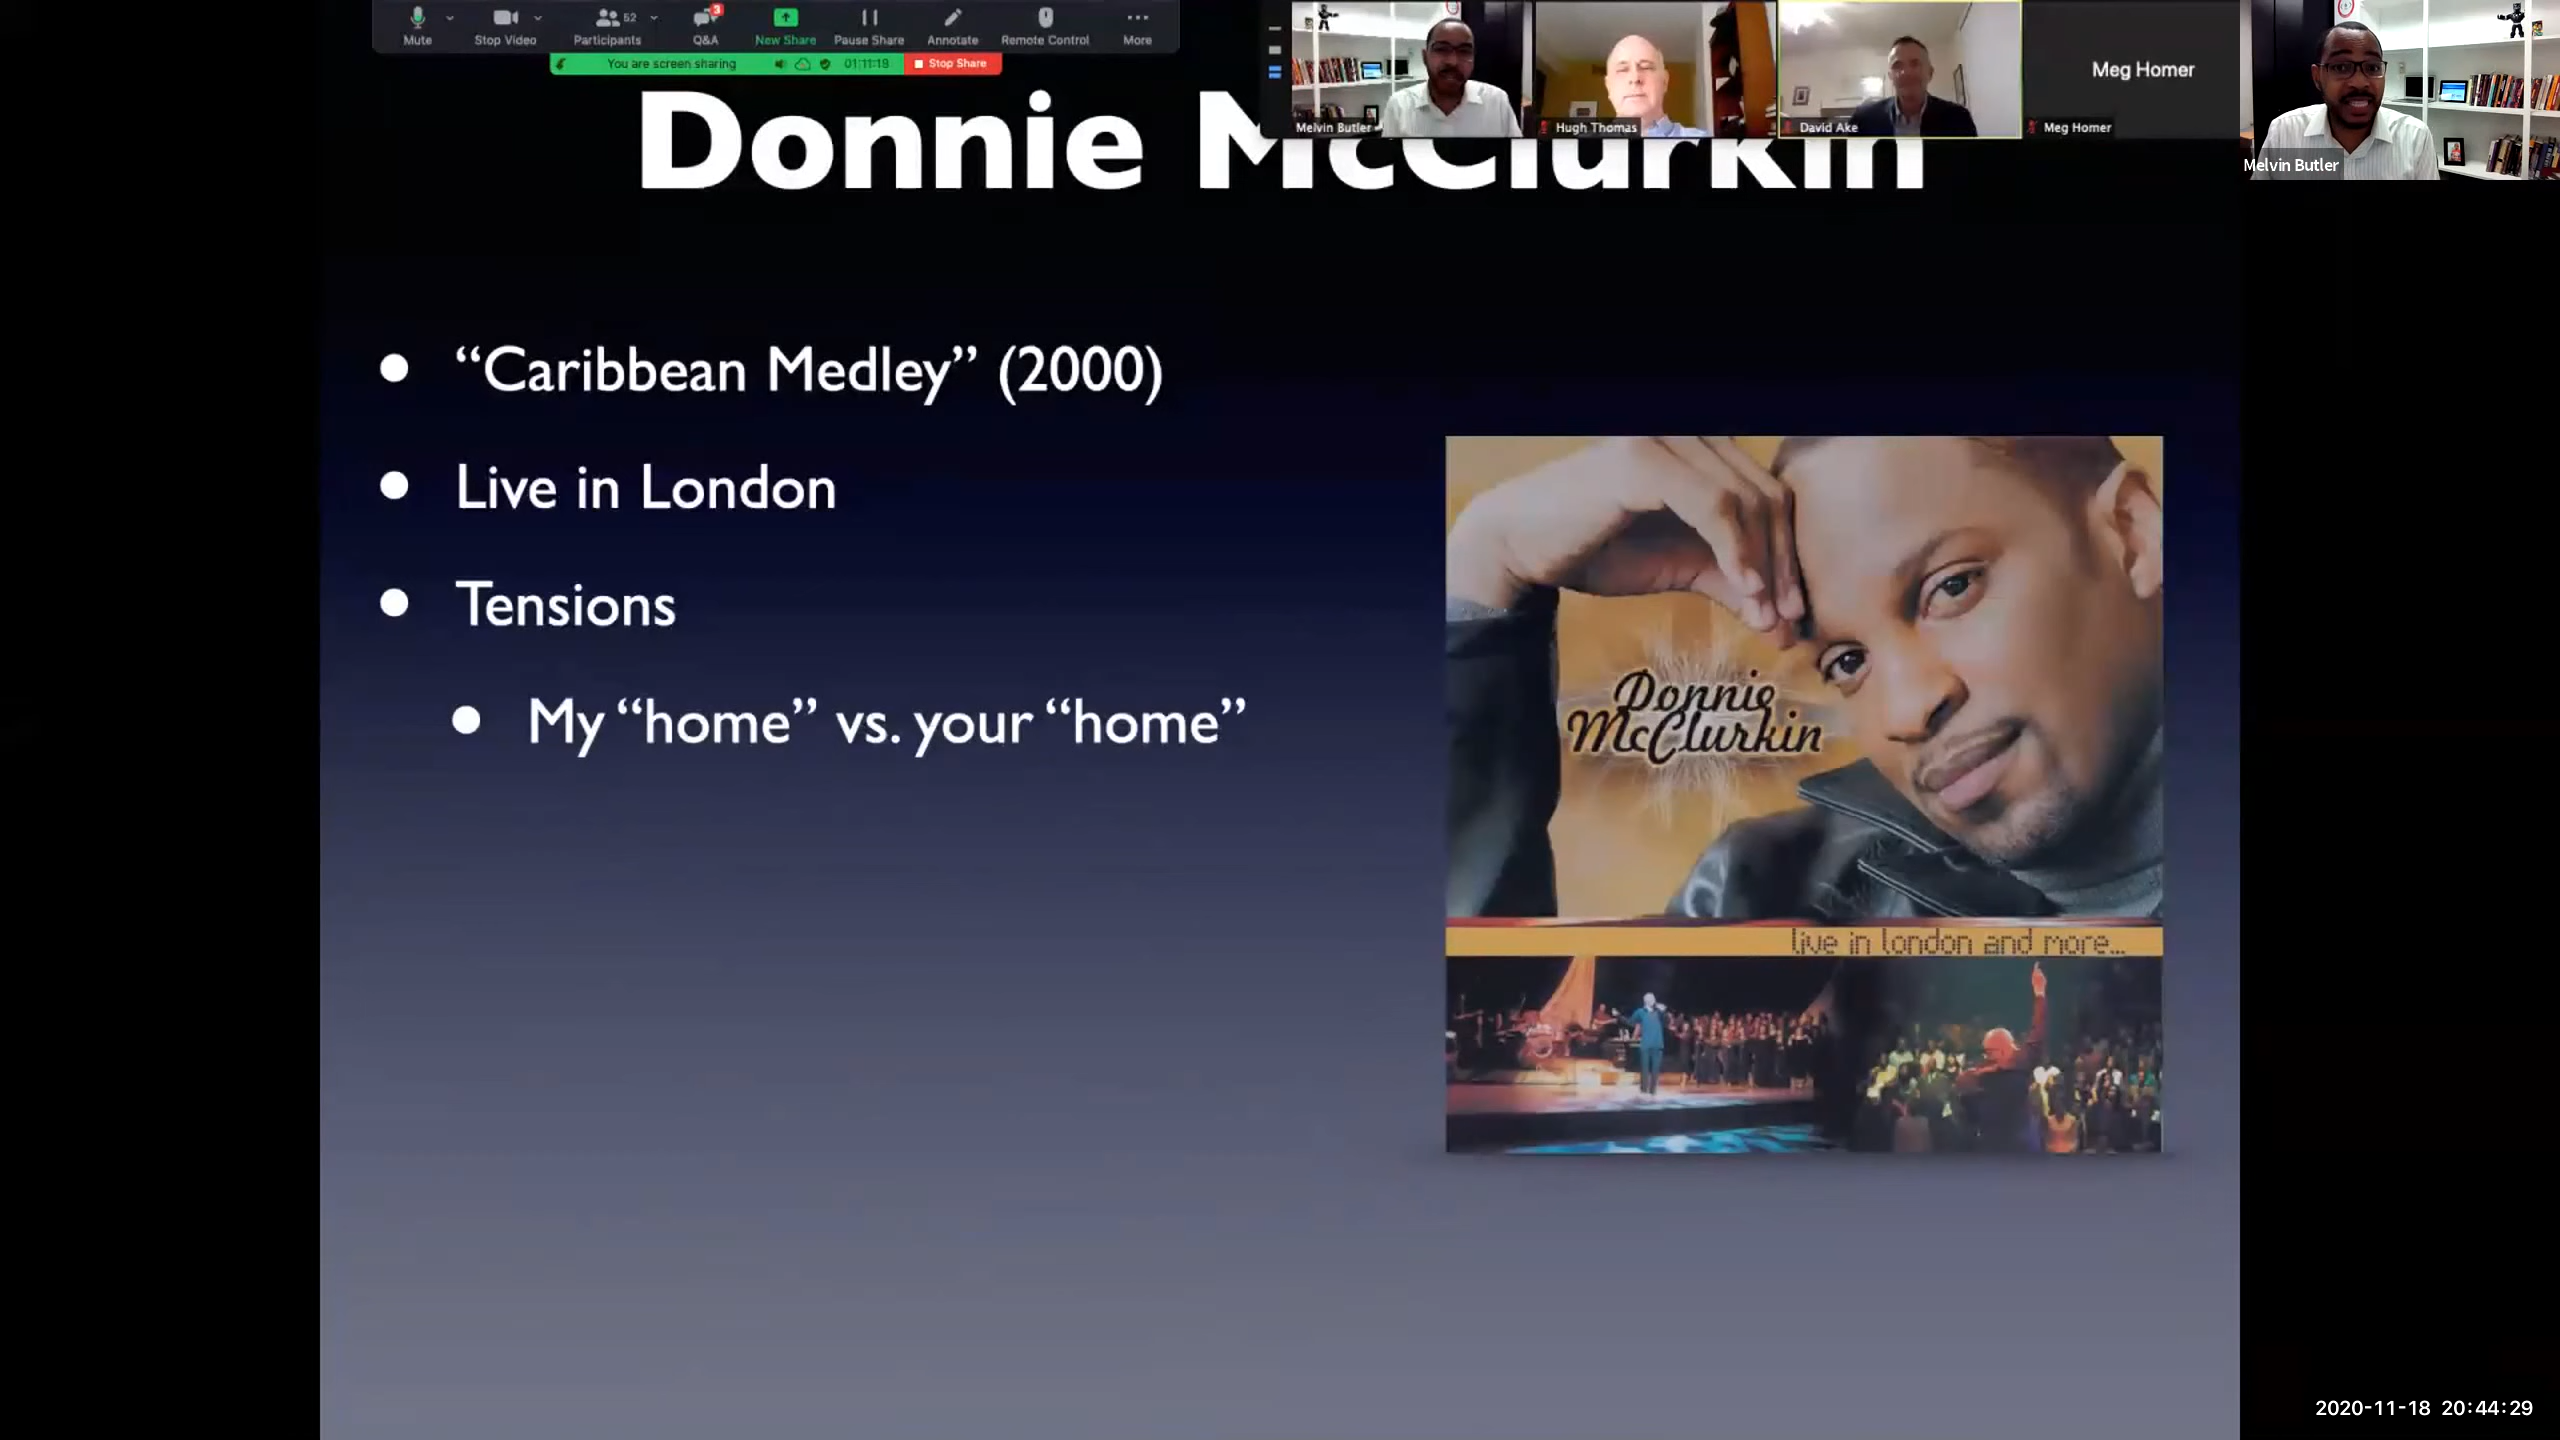 Mute
Stop Video
52
Participants
3
Q&A
New Share
Pause Share
Annotate
Remote Control
More
You are screen sharing
01:11:19
Stop Share
Melvin Butler
Hugh Thomas
David Ake
Meg Homer
Meg Homer
Melvin Butler
Donnie McClurkin
“Caribbean Medley” (2000)
Live in London
Tensions
My “home” vs. your “home”
Donnie
McClurkin
live in london and more...
2020-11-18 20:44:29